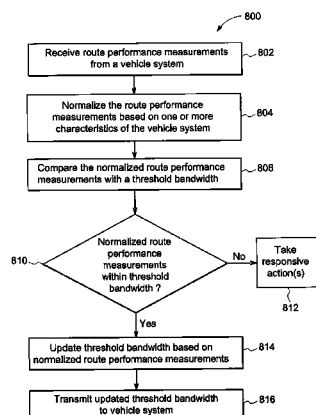 800
Receive route performance measurements
from a vehicle system
802
Normalize the route performance
measurements based on one or more
characteristics of the vehicle system
804
Compare the normalized route performance
measurements with a threshold bandwidth
808
810
Normalized route
performance
measurements
within threshold
bandwidth ?
No
Take
responsive
action(s)
812
Yes
Update threshold bandwidth based on
normalized route performance measurements
814
Transmit updated threshold bandwidth
to vehicle system
816